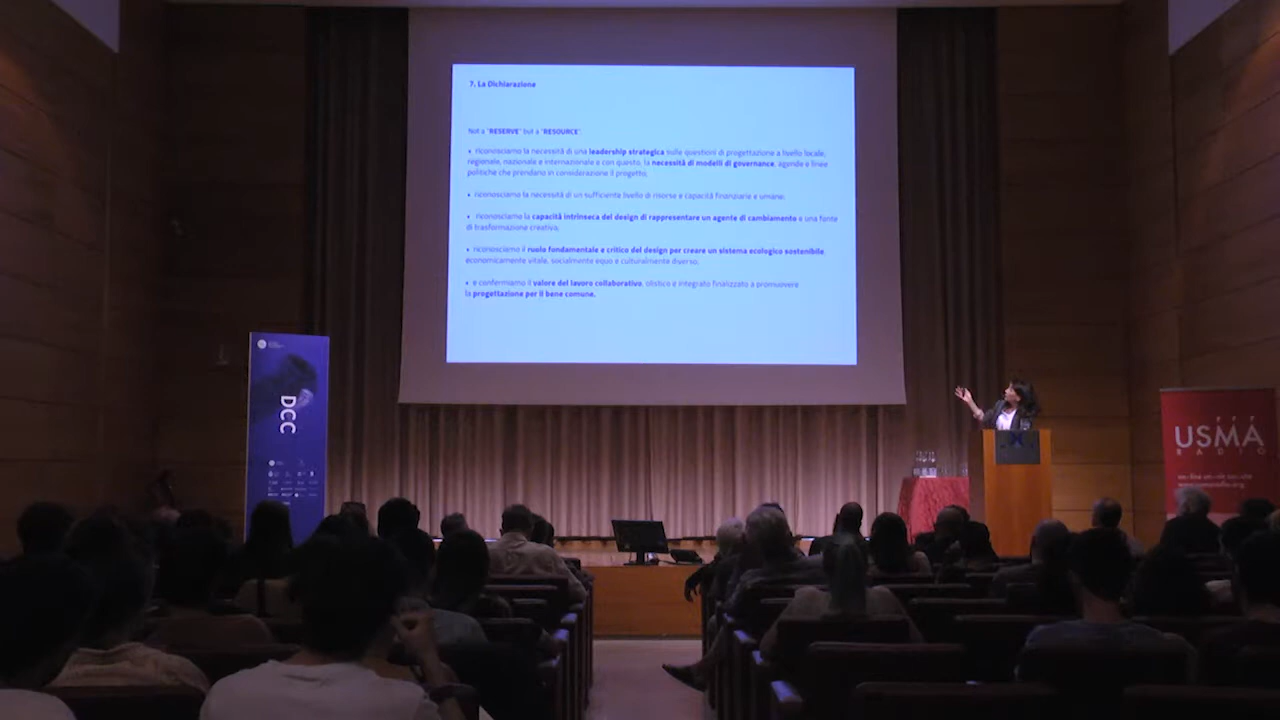 7. La Dichiarazione
Not a "RESERVE" but a "RESOURCE".
• riconosciamo la necessità di una leadership strategica sulle questioni di progettazione a livello locale,
regionale, nazionale e internazionale e con questo, la necessità di modelli di governance, agende e linee
politiche che prendano in considerazione il progetto.
• riconosciamo la necessità di un sufficiente livello di risorse e capacità finanziarie e umane.
• riconosciamo la capacità intrinseca del design di rappresentare un agente di cambiamento e una fonte
di trasformazione creativa.
• riconosciamo il ruolo fondamentale e critico del design per creare un sistema ecologico sostenibile,
economicamente vitale, socialmente equo e culturalmente diverso.
• e confermiamo il valore del lavoro collaborativo, olistico e integrato finalizzato a promuovere
la progettazione per il bene comune.
DCC
USMA
RADIO